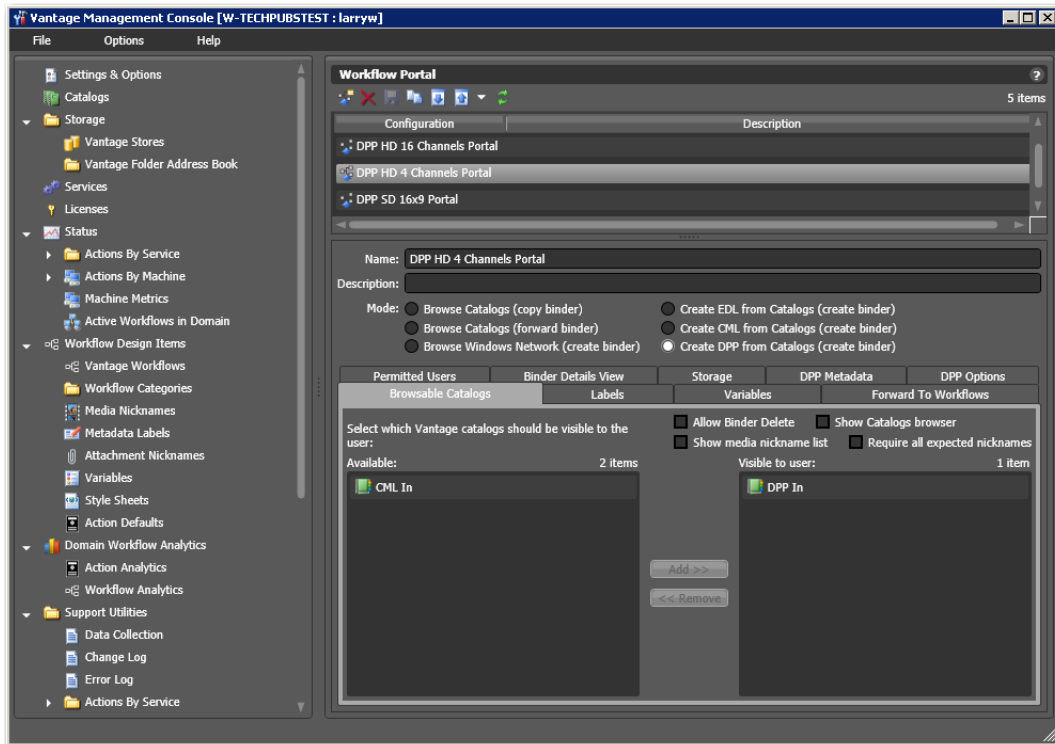 Vantage Management Console [W-TECHPUBSTEST : larryw]
File Options Help
Settings & Options
Catalogs
Storage
Vantage Stores
Vantage Folder Address Book
Services
Licenses
Status
Actions By Service
Actions By Machine
Machine Metrics
Active Workflows in Domain
Workflow Design Items
Vantage Workflows
Workflow Categories
Media Nicknames
Metadata Labels
Attachment Nicknames
Variables
Style Sheets
Action Defaults
Domain Workflow Analytics
Action Analytics
Workflow Analytics
Support Utilities
Data Collection
Change Log
Error Log
Actions By Service
Workflow Portal ?
5 items
Configuration Description
DPP HD 16 Channels Portal
DPP HD 4 Channels Portal
DPP SD 16x9 Portal
Name: DPP HD 4 Channels Portal
Description:
Mode: Browse Catalogs (copy binder) Create EDL from Catalogs (create binder)
Browse Catalogs (forward binder) Create CML from Catalogs (create binder)
Browse Windows Network (create binder) Create DPP from Catalogs (create binder)
Permitted Users Binder Details View Storage DPP Metadata DPP Options
Browsable Catalogs Labels Variables Forward To Workflows
Select which Vantage catalogs should be visible to the
user:
Allow Binder Delete Show Catalogs browser
Show media nickname list Require all expected nicknames
Available: 2 items Visible to user: 1 item
CML In DPP In
Add >>
<< Remove